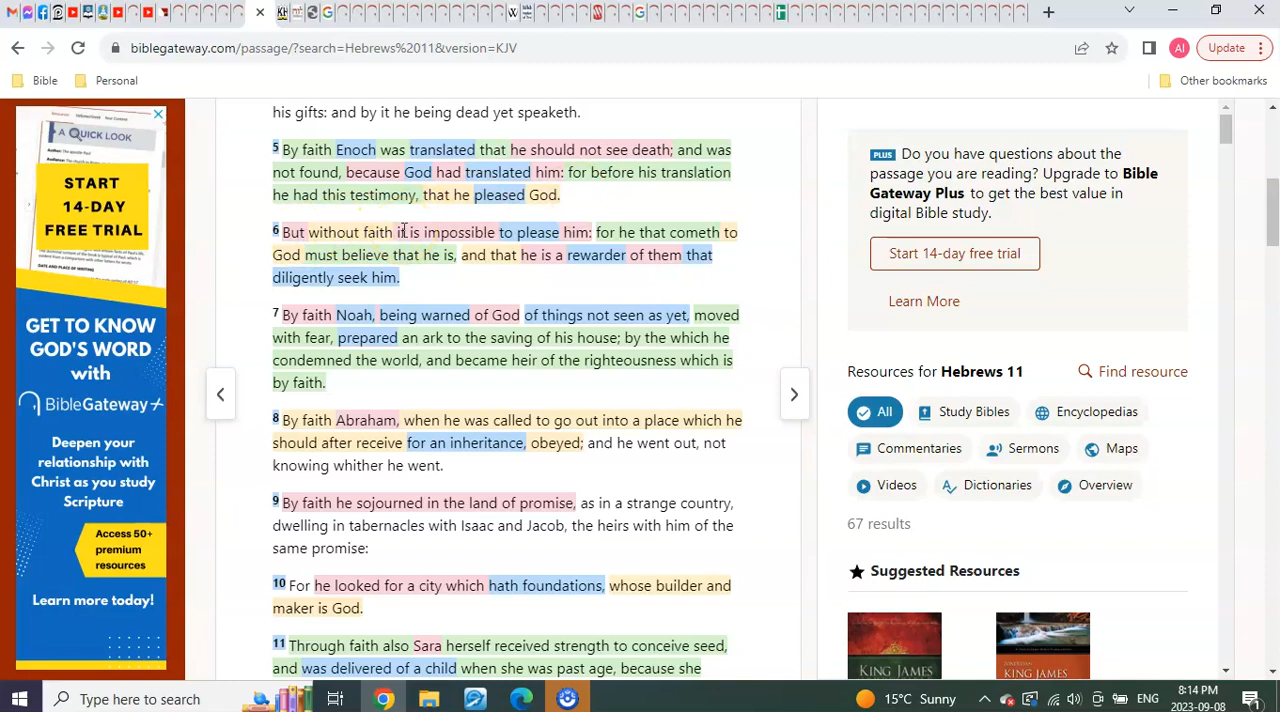 biblegateway.com/passage/?search=Hebrews%2011&version=KJV
Update
Bible
Personal
Other bookmarks
A QUICK LOOK
START
14-DAY
FREE TRIAL
GET TO KNOW
GOD'S WORD
with
BibleGateway+
Deepen your
relationship with
Christ as you study
Scripture
Access 50+
premium
resources
Learn more today!
his gifts: and by it he being dead yet speaketh.
5 By faith Enoch was translated that he should not see death; and was
not found, because God had translated him: for before his translation
he had this testimony, that he pleased God.
6 But without faith it is impossible to please him: for he that cometh to
God must believe that he is, and that he is a rewarder of them that
diligently seek him.
7 By faith Noah, being warned of God of things not seen as yet, moved
with fear, prepared an ark to the saving of his house; by the which he
condemned the world, and became heir of the righteousness which is
by faith.
8 By faith Abraham, when he was called to go out into a place which he
should after receive for an inheritance, obeyed; and he went out, not
knowing whither he went.
9 By faith he sojourned in the land of promise, as in a strange country,
dwelling in tabernacles with Isaac and Jacob, the heirs with him of the
same promise:
10 For he looked for a city which hath foundations, whose builder and
maker is God.
11 Through faith also Sara herself received strength to conceive seed,
and was delivered of a child when she was past age, because she
PLUS Do you have questions about the
passage you are reading? Upgrade to Bible
Gateway Plus to get the best value in
digital Bible study.
Start 14-day free trial
Learn More
Resources for Hebrews 11
Find resource
All
Study Bibles
Encyclopedias
Commentaries
Sermons
Maps
Videos
Dictionaries
Overview
67 results
Suggested Resources
KING JAMES
KING JAMES
Type here to search
15°C Sunny
ENG
8:14 PM
2023-09-08